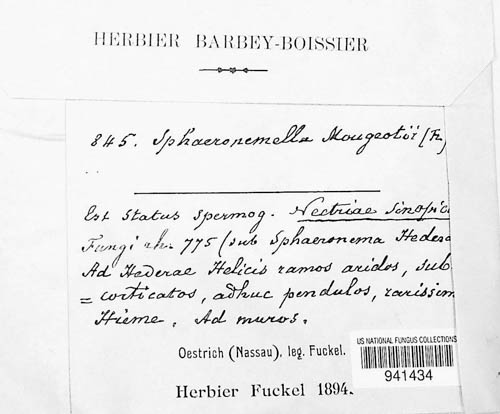 HERBIER BARBEY-BOISSIER
845. Sphaeronemella Mougeotii (Fr
Est status spermog. Nectriae Sinopic
Fungi rh. 775 (sub Sphaeronema Hedera
Ad Hederae Helicis ramos aridos, sub
= corticatos, adhuc pendulos, rarissim
Hieme. Ad muros.
Oestrich (Nassau), leg. Fuckel.
US NATIONAL FUNGUS COLLECTIONS
941434
Herbier Fuckel 1894.